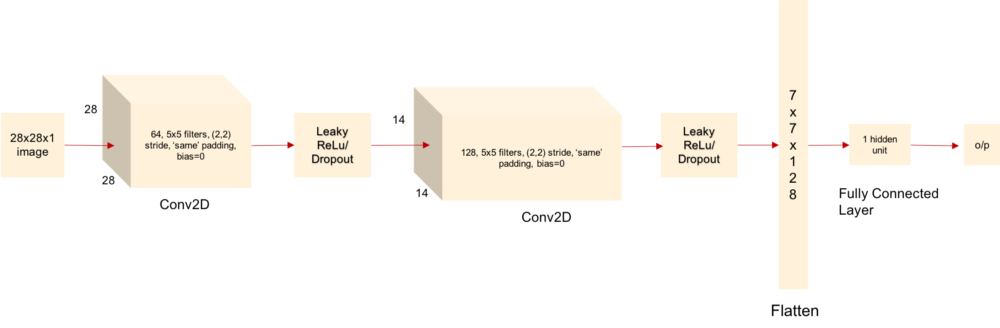 28x28x1
image
28
28
64, 5x5 filters, (2,2)
stride, 'same' padding,
bias=0
Conv2D
Leaky
ReLu/
Dropout
14
14
128, 5x5 filters, (2,2) stride, 'same'
padding, bias=0
Conv2D
Leaky
ReLu/
Dropout
7
x
7
x
1
2
8
Flatten
1 hidden
unit
Fully Connected
Layer
o/p